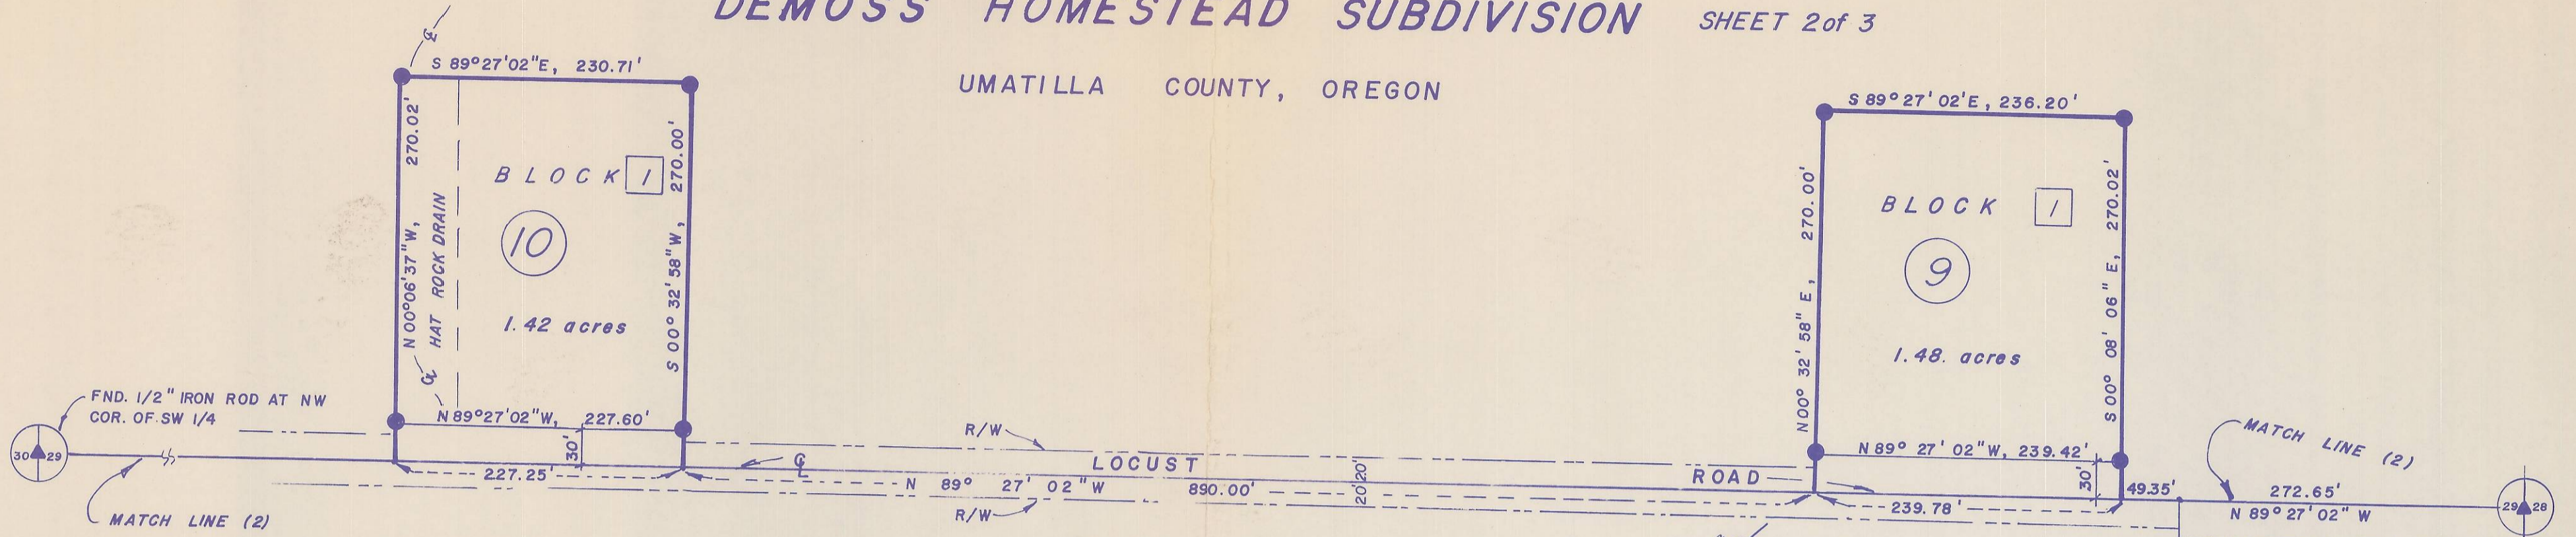 DEMOSS HOMESTEAD SUBDIVISION SHEET 2 of 3
UMATILLA COUNTY, OREGON
S 89°27'02"E, 230.71'
N 00°06'37"W, 270.02'
HAT ROCK DRAIN
℄
BLOCK 1
10
1.42 acres
S 00° 32' 58"W, 270.00'
N 89°27'02"W, 227.60'
30'
227.25'
FND. 1/2" IRON ROD AT NW
COR. OF SW 1/4
30 29
MATCH LINE (2)
R/W
℄
LOCUST ROAD
N 89° 27' 02"W 890.00'
20' 20'
R/W
S 89° 27' 02'E, 236.20'
N00° 32' 58" E, 270.00'
BLOCK 1
9
1.48. acres
S 00° 08' 06" E, 270.02'
N 89° 27' 02"W, 239.42'
30'
239.78'
49.35'
MATCH LINE (2)
272.65'
N 89° 27' 02" W
29 28